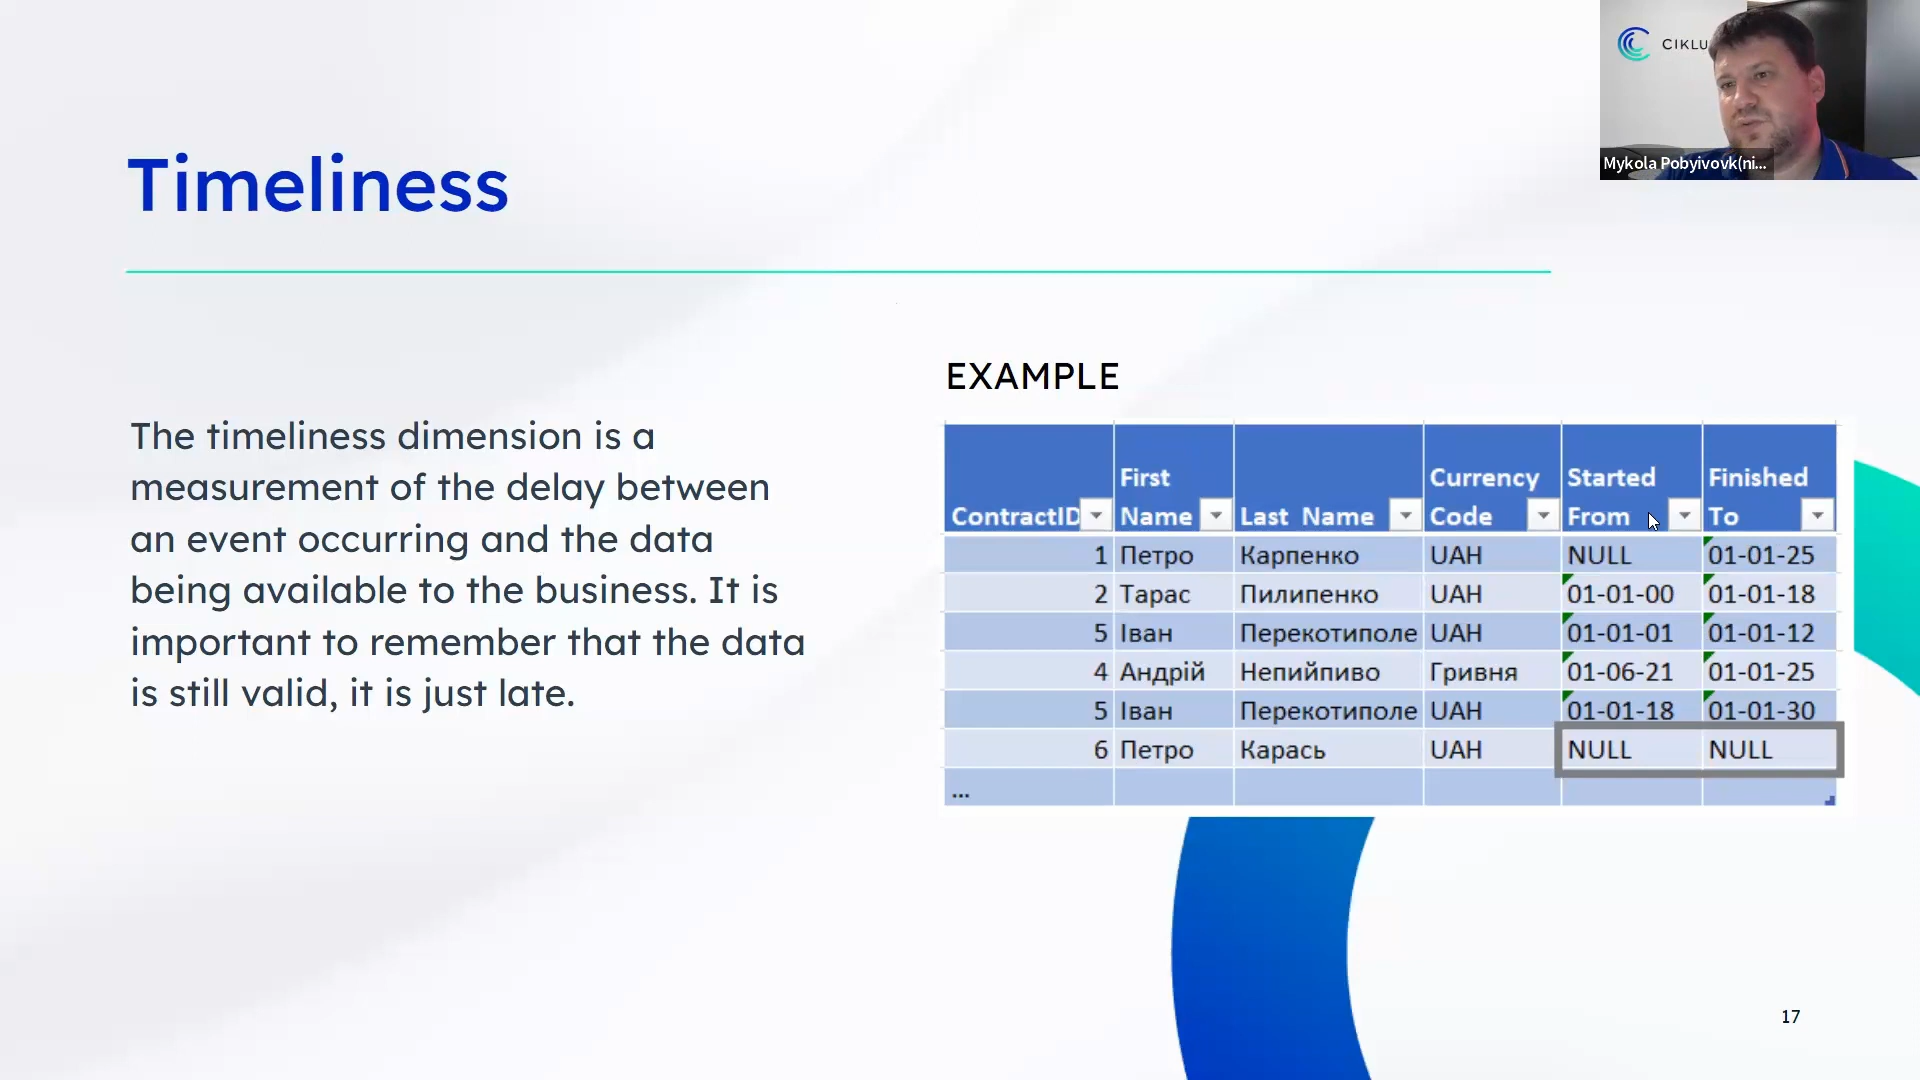 CIKLU
Mykola Pobyivovk(ni...
Timeliness
The timeliness dimension is a
measurement of the delay between
an event occurring and the data
being available to the business. It is
important to remember that the data
is still valid, it is just late.
EXAMPLE
ContractID First Name Last Name Currency Code Started From Finished To
1 Петро Карпенко UAH NULL 01-01-25
2 Тарас Пилипенко UAH 01-01-00 01-01-18
5 Іван Перекотиполе UAH 01-01-01 01-01-12
4 Андрій Непийпиво Гривня 01-06-21 01-01-25
5 Іван Перекотиполе UAH 01-01-18 01-01-30
6 Петро Карась UAH NULL NULL
...
17